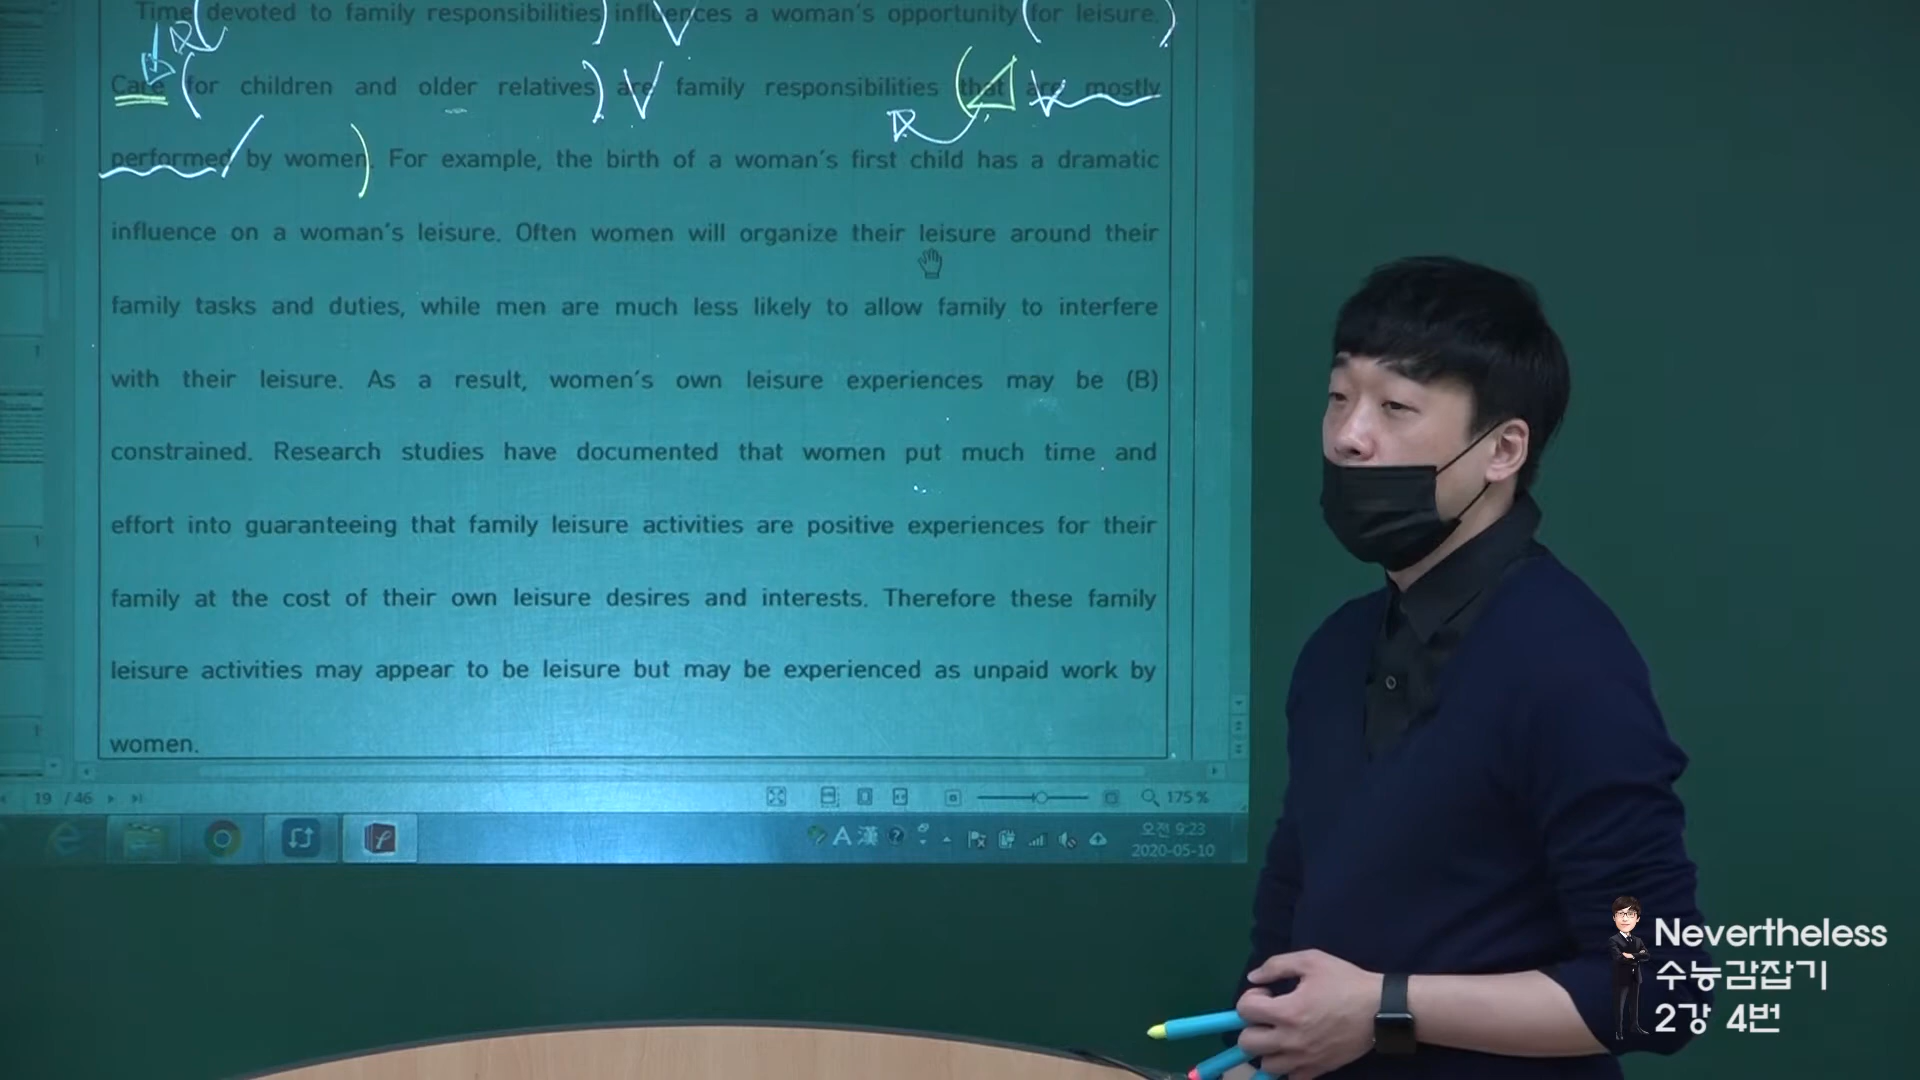 Time devoted to family responsibilities influences a woman's opportunity for leisure.
Care for children and older relatives are family responsibilities that are mostly
performed by women. For example, the birth of a woman's first child has a dramatic
influence on a woman's leisure. Often women will organize their leisure around their
family tasks and duties, while men are much less likely to allow family to interfere
with their leisure. As a result, women's own leisure experiences may be (B)
constrained. Research studies have documented that women put much time and
effort into guaranteeing that family leisure activities are positive experiences for their
family at the cost of their own leisure desires and interests. Therefore these family
leisure activities may appear to be leisure but may be experienced as unpaid work by
women.
19 / 46
175 %
A 漢
오전 9:23
2020-05-10
Nevertheless
수능감잡기
2강 4번